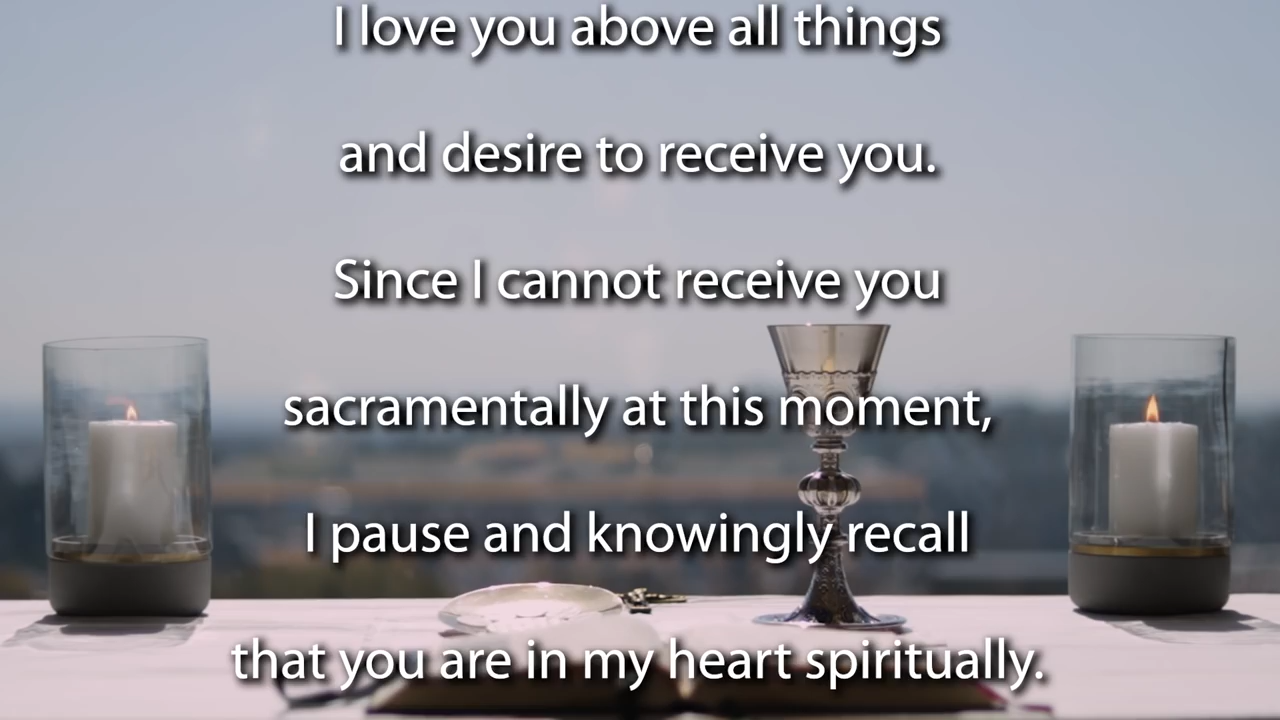 I love you above all things
and desire to receive you.
Since I cannot receive you
sacramentally at this moment,
I pause and knowingly recall
that you are in my heart spiritually.